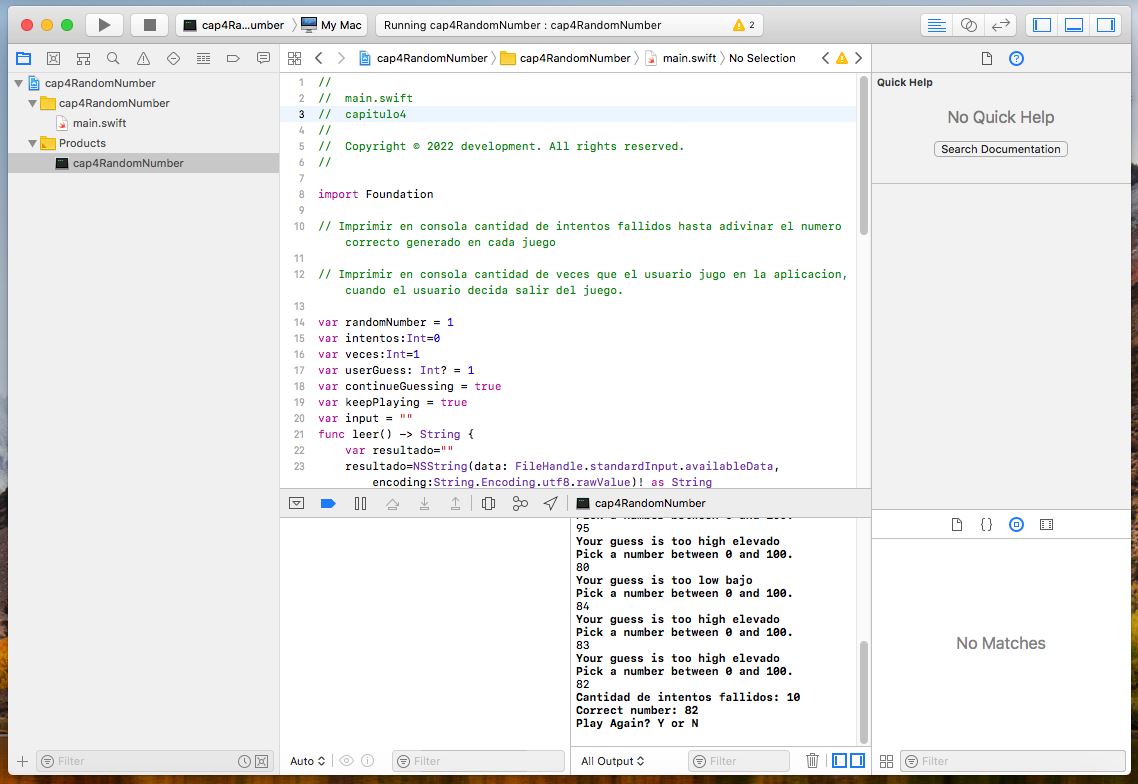 cap4Ra...umber
My Mac
Running cap4RandomNumber : cap4RandomNumber
2
cap4RandomNumber
cap4RandomNumber
main.swift
Products
cap4RandomNumber
cap4RandomNumber
cap4RandomNumber
main.swift
No Selection
1 //
2 //  main.swift
3 //  capitulo4
4 //
5 //  Copyright © 2022 development. All rights reserved.
6 //
7
8 import Foundation
9
10 // Imprimir en consola cantidad de intentos fallidos hasta adivinar el numero
correcto generado en cada juego
11
12 // Imprimir en consola cantidad de veces que el usuario jugo en la aplicacion,
cuando el usuario decida salir del juego.
13
14 var randomNumber = 1
15 var intentos:Int=0
16 var veces:Int=1
17 var userGuess: Int? = 1
18 var continueGuessing = true
19 var keepPlaying = true
20 var input = ""
21 func leer() -> String {
22     var resultado=""
23     resultado=NSString(data: FileHandle.standardInput.availableData,
encoding:String.Encoding.utf8.rawValue)! as String
cap4RandomNumber
Pick a number between 0 and 100.
95
Your guess is too high elevado
Pick a number between 0 and 100.
80
Your guess is too low bajo
Pick a number between 0 and 100.
84
Your guess is too high elevado
Pick a number between 0 and 100.
83
Your guess is too high elevado
Pick a number between 0 and 100.
82
Cantidad de intentos fallidos: 10
Correct number: 82
Play Again? Y or N
Quick Help
No Quick Help
Search Documentation
{}
No Matches
Filter
Auto
Filter
All Output
Filter
Filter